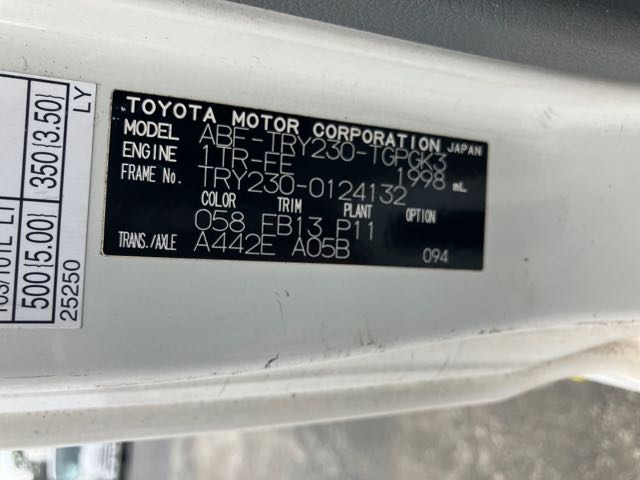 TOYOTA MOTOR CORPORATION JAPAN
MODEL ABF-TRY230-TGPGK3
ENGINE 1TR-FE 1998 mL
FRAME No. TRY230-0124132
COLOR TRIM PLANT OPTION
058 EB13 P11
TRANS./AXLE A442E A05B 094
500{5.00} 350{3.50}
25250 LY